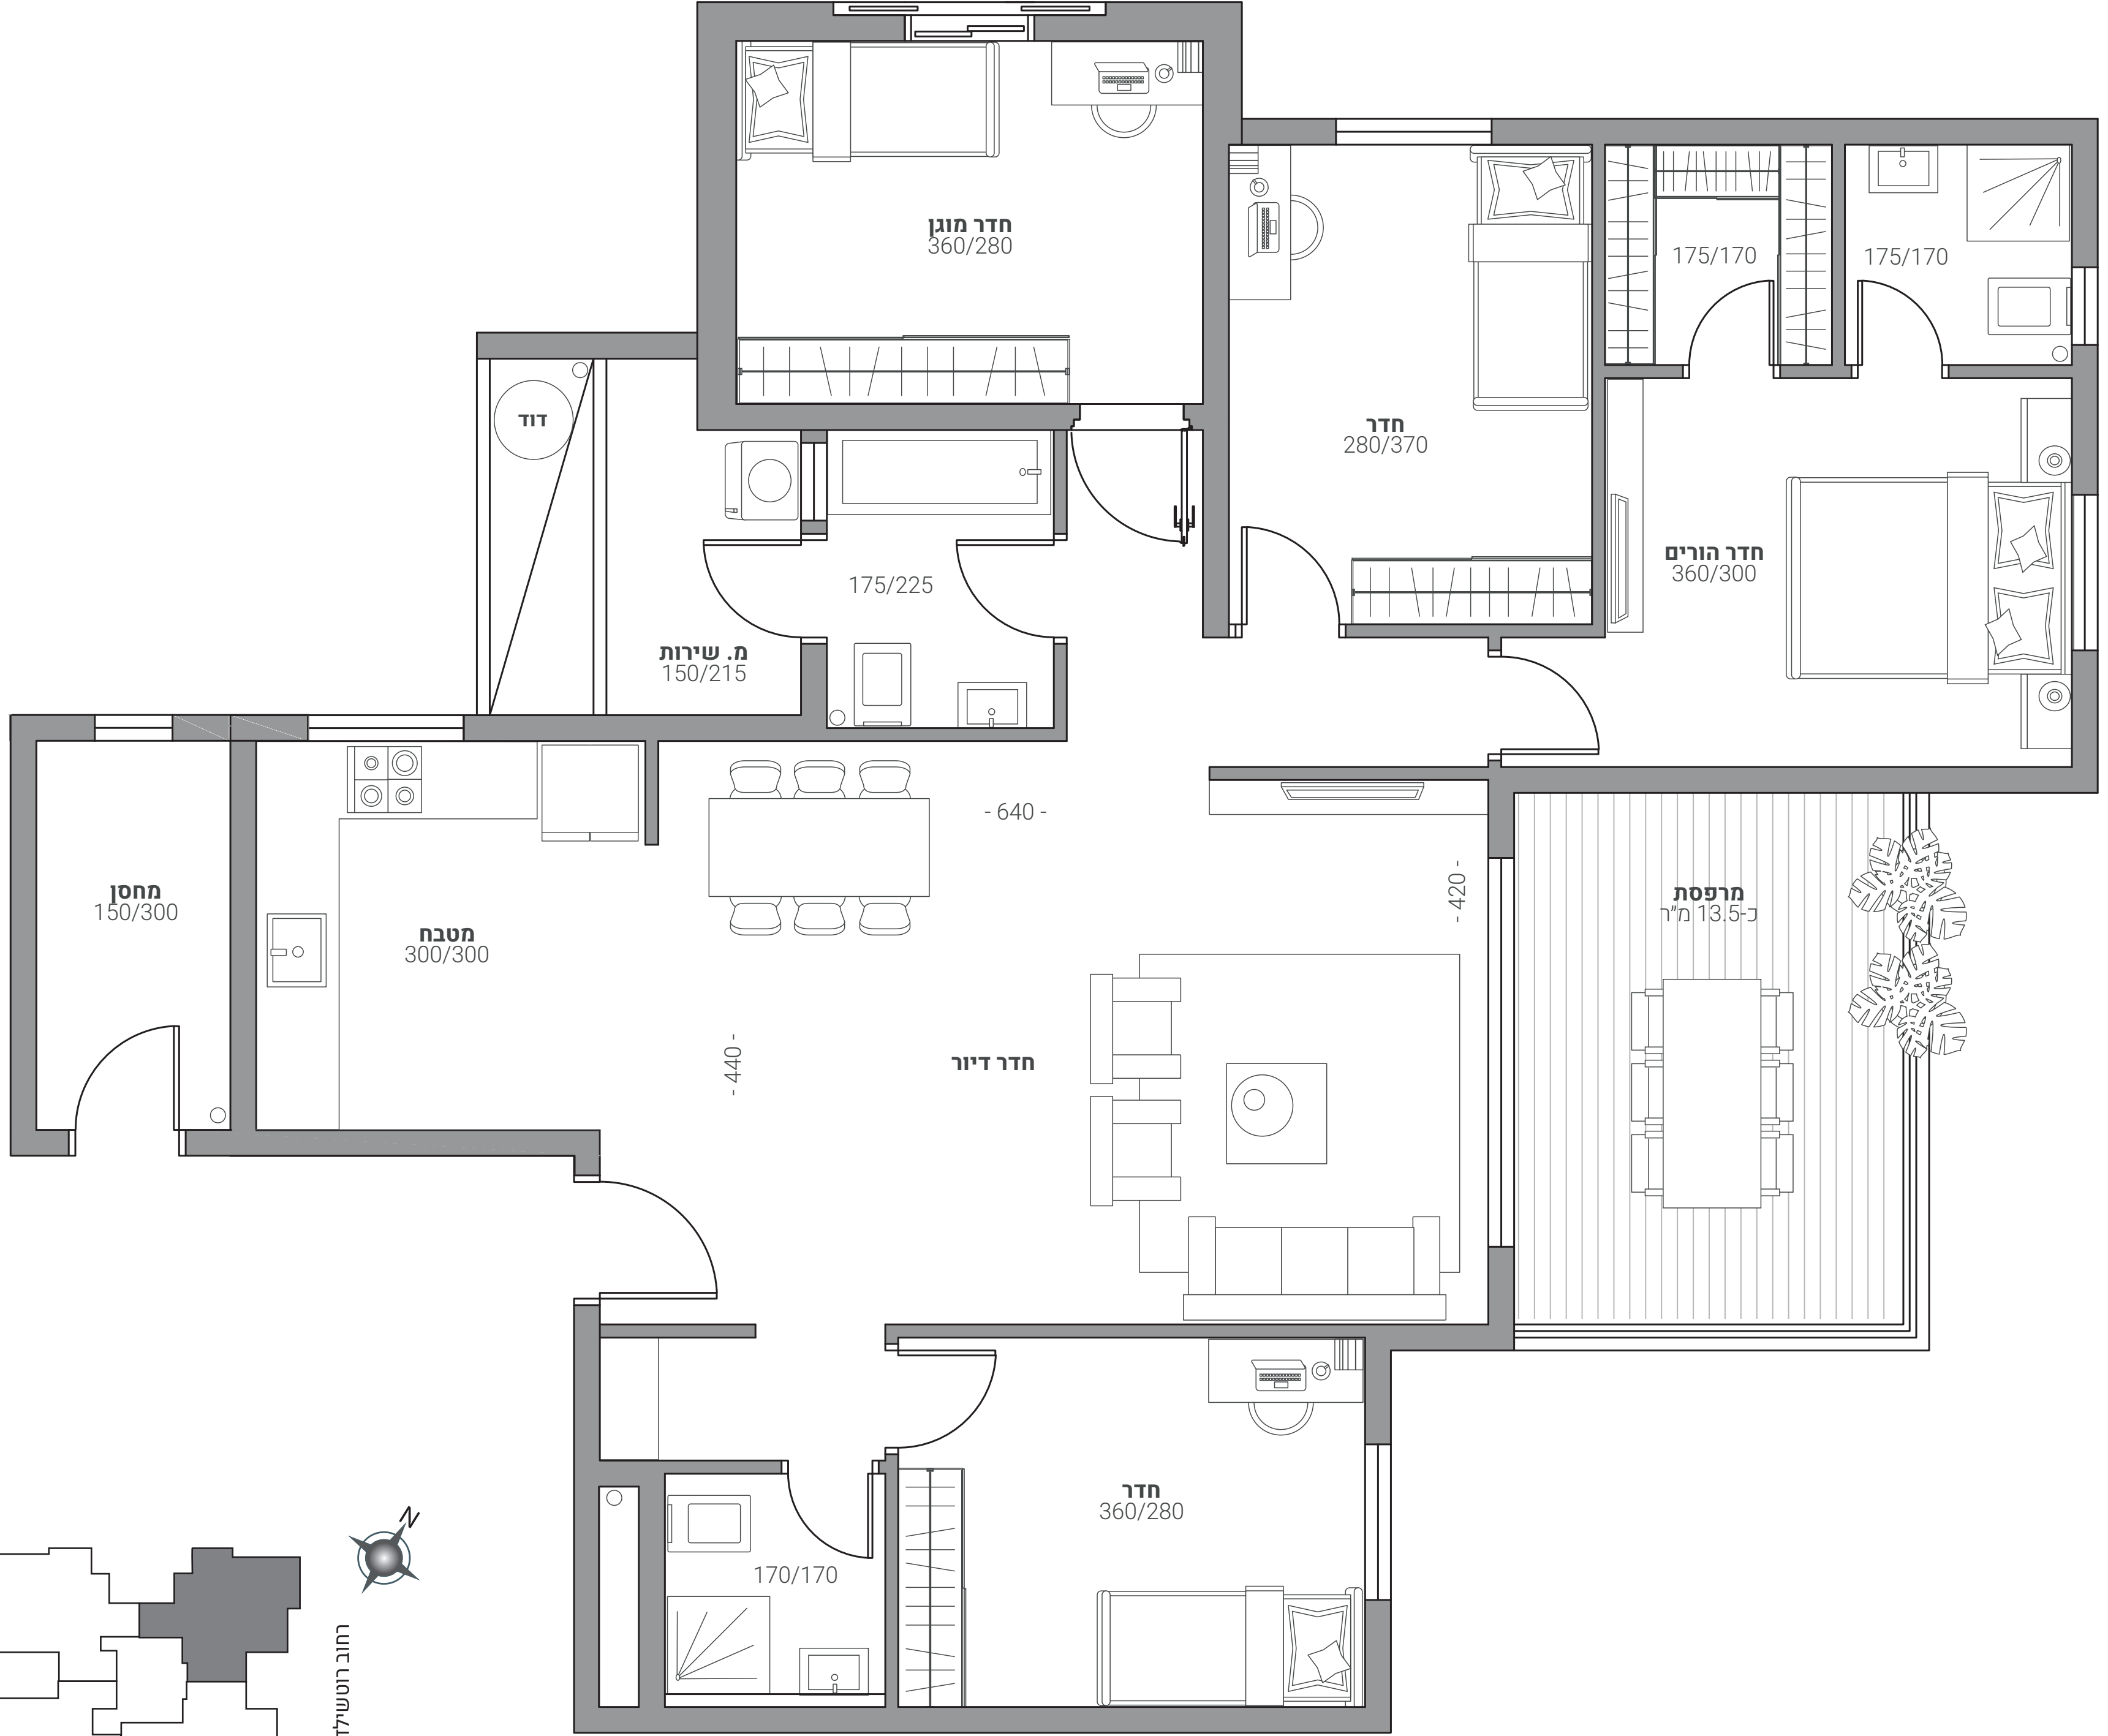 חדר מוגן
360/280
175/170
175/170
דוד
חדר
280/370
חדר הורים
360/300
175/225
מ. שירות
150/215
- 640 -
- 420 -
מחסן
150/300
מטבח
300/300
מרפסת
כ-13.5 מ"ר
- 440 -
חדר דיור
חדר
360/280
170/170
N
רחוב רוטשילד